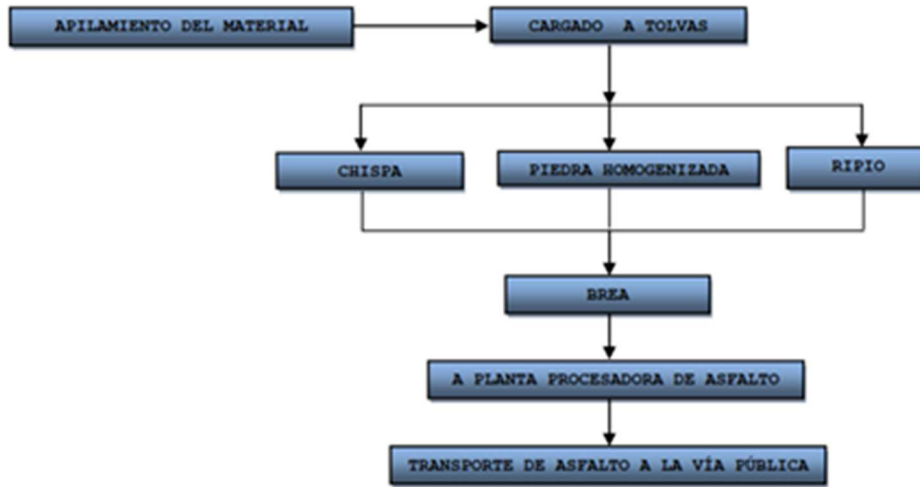 APILAMIENTO DEL MATERIAL
CARGADO A TOLVAS
CHISPA
PIEDRA HOMOGENIZADA
RIPIO
BREA
A PLANTA PROCESADORA DE ASFALTO
TRANSPORTE DE ASFALTO A LA VÍA PÚBLICA